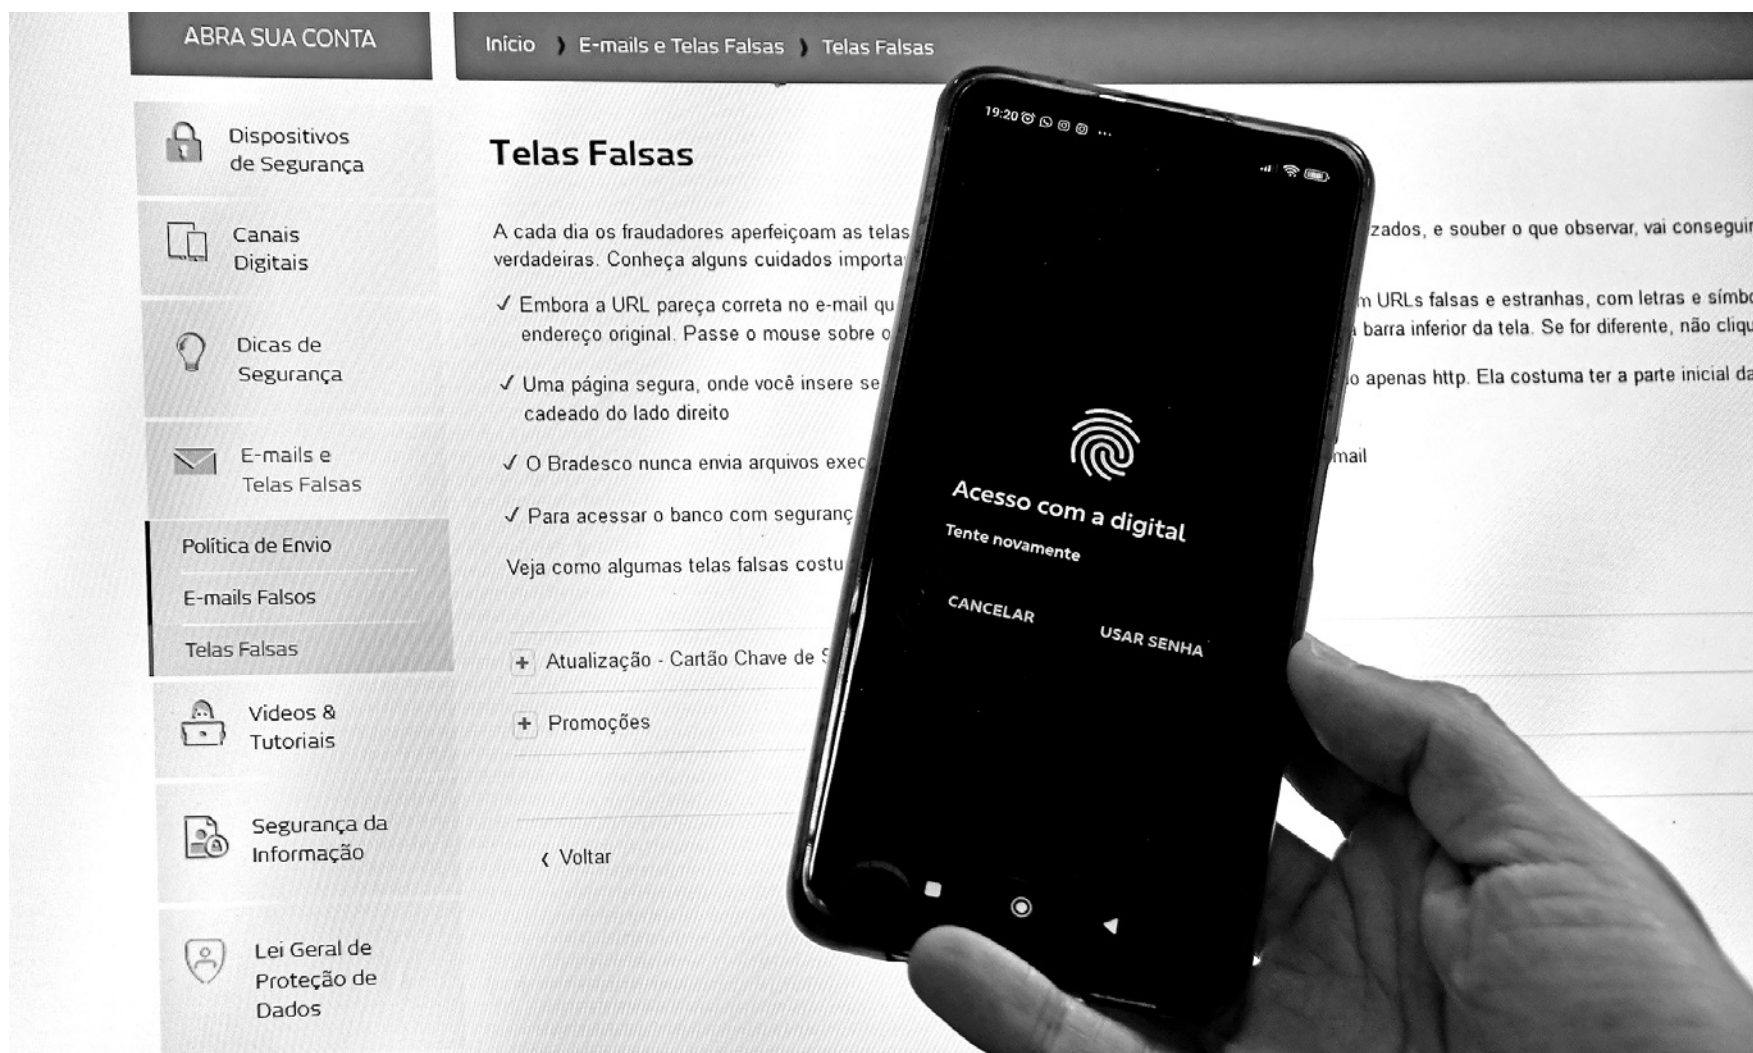 ABRA SUA CONTA
Início ❯ E-mails e Telas Falsas ❯ Telas Falsas
Dispositivos
de Segurança
Canais
Digitais
Dicas de
Segurança
E-mails e
Telas Falsas
Política de Envio
E-mails Falsos
Telas Falsas
Videos &
Tutoriais
Segurança da
Informação
Lei Geral de
Proteção de
Dados
Telas Falsas
A cada dia os fraudadores aperfeiçoam as telas
zados, e souber o que observar, vai conseguir
verdadeiras. Conheça alguns cuidados importa
✓ Embora a URL pareça correta no e-mail qu
m URLs falsas e estranhas, com letras e símbo
endereço original. Passe o mouse sobre o
a barra inferior da tela. Se for diferente, não cliqu
✓ Uma página segura, onde você insere se
o apenas http. Ela costuma ter a parte inicial da
cadeado do lado direito
✓ O Bradesco nunca envia arquivos exec
mail
✓ Para acessar o banco com seguranç
Veja como algumas telas falsas costu
+ Atualização - Cartão Chave de S
+ Promoções
‹ Voltar
19:20
Acesso com a digital
Tente novamente
CANCELAR
USAR SENHA